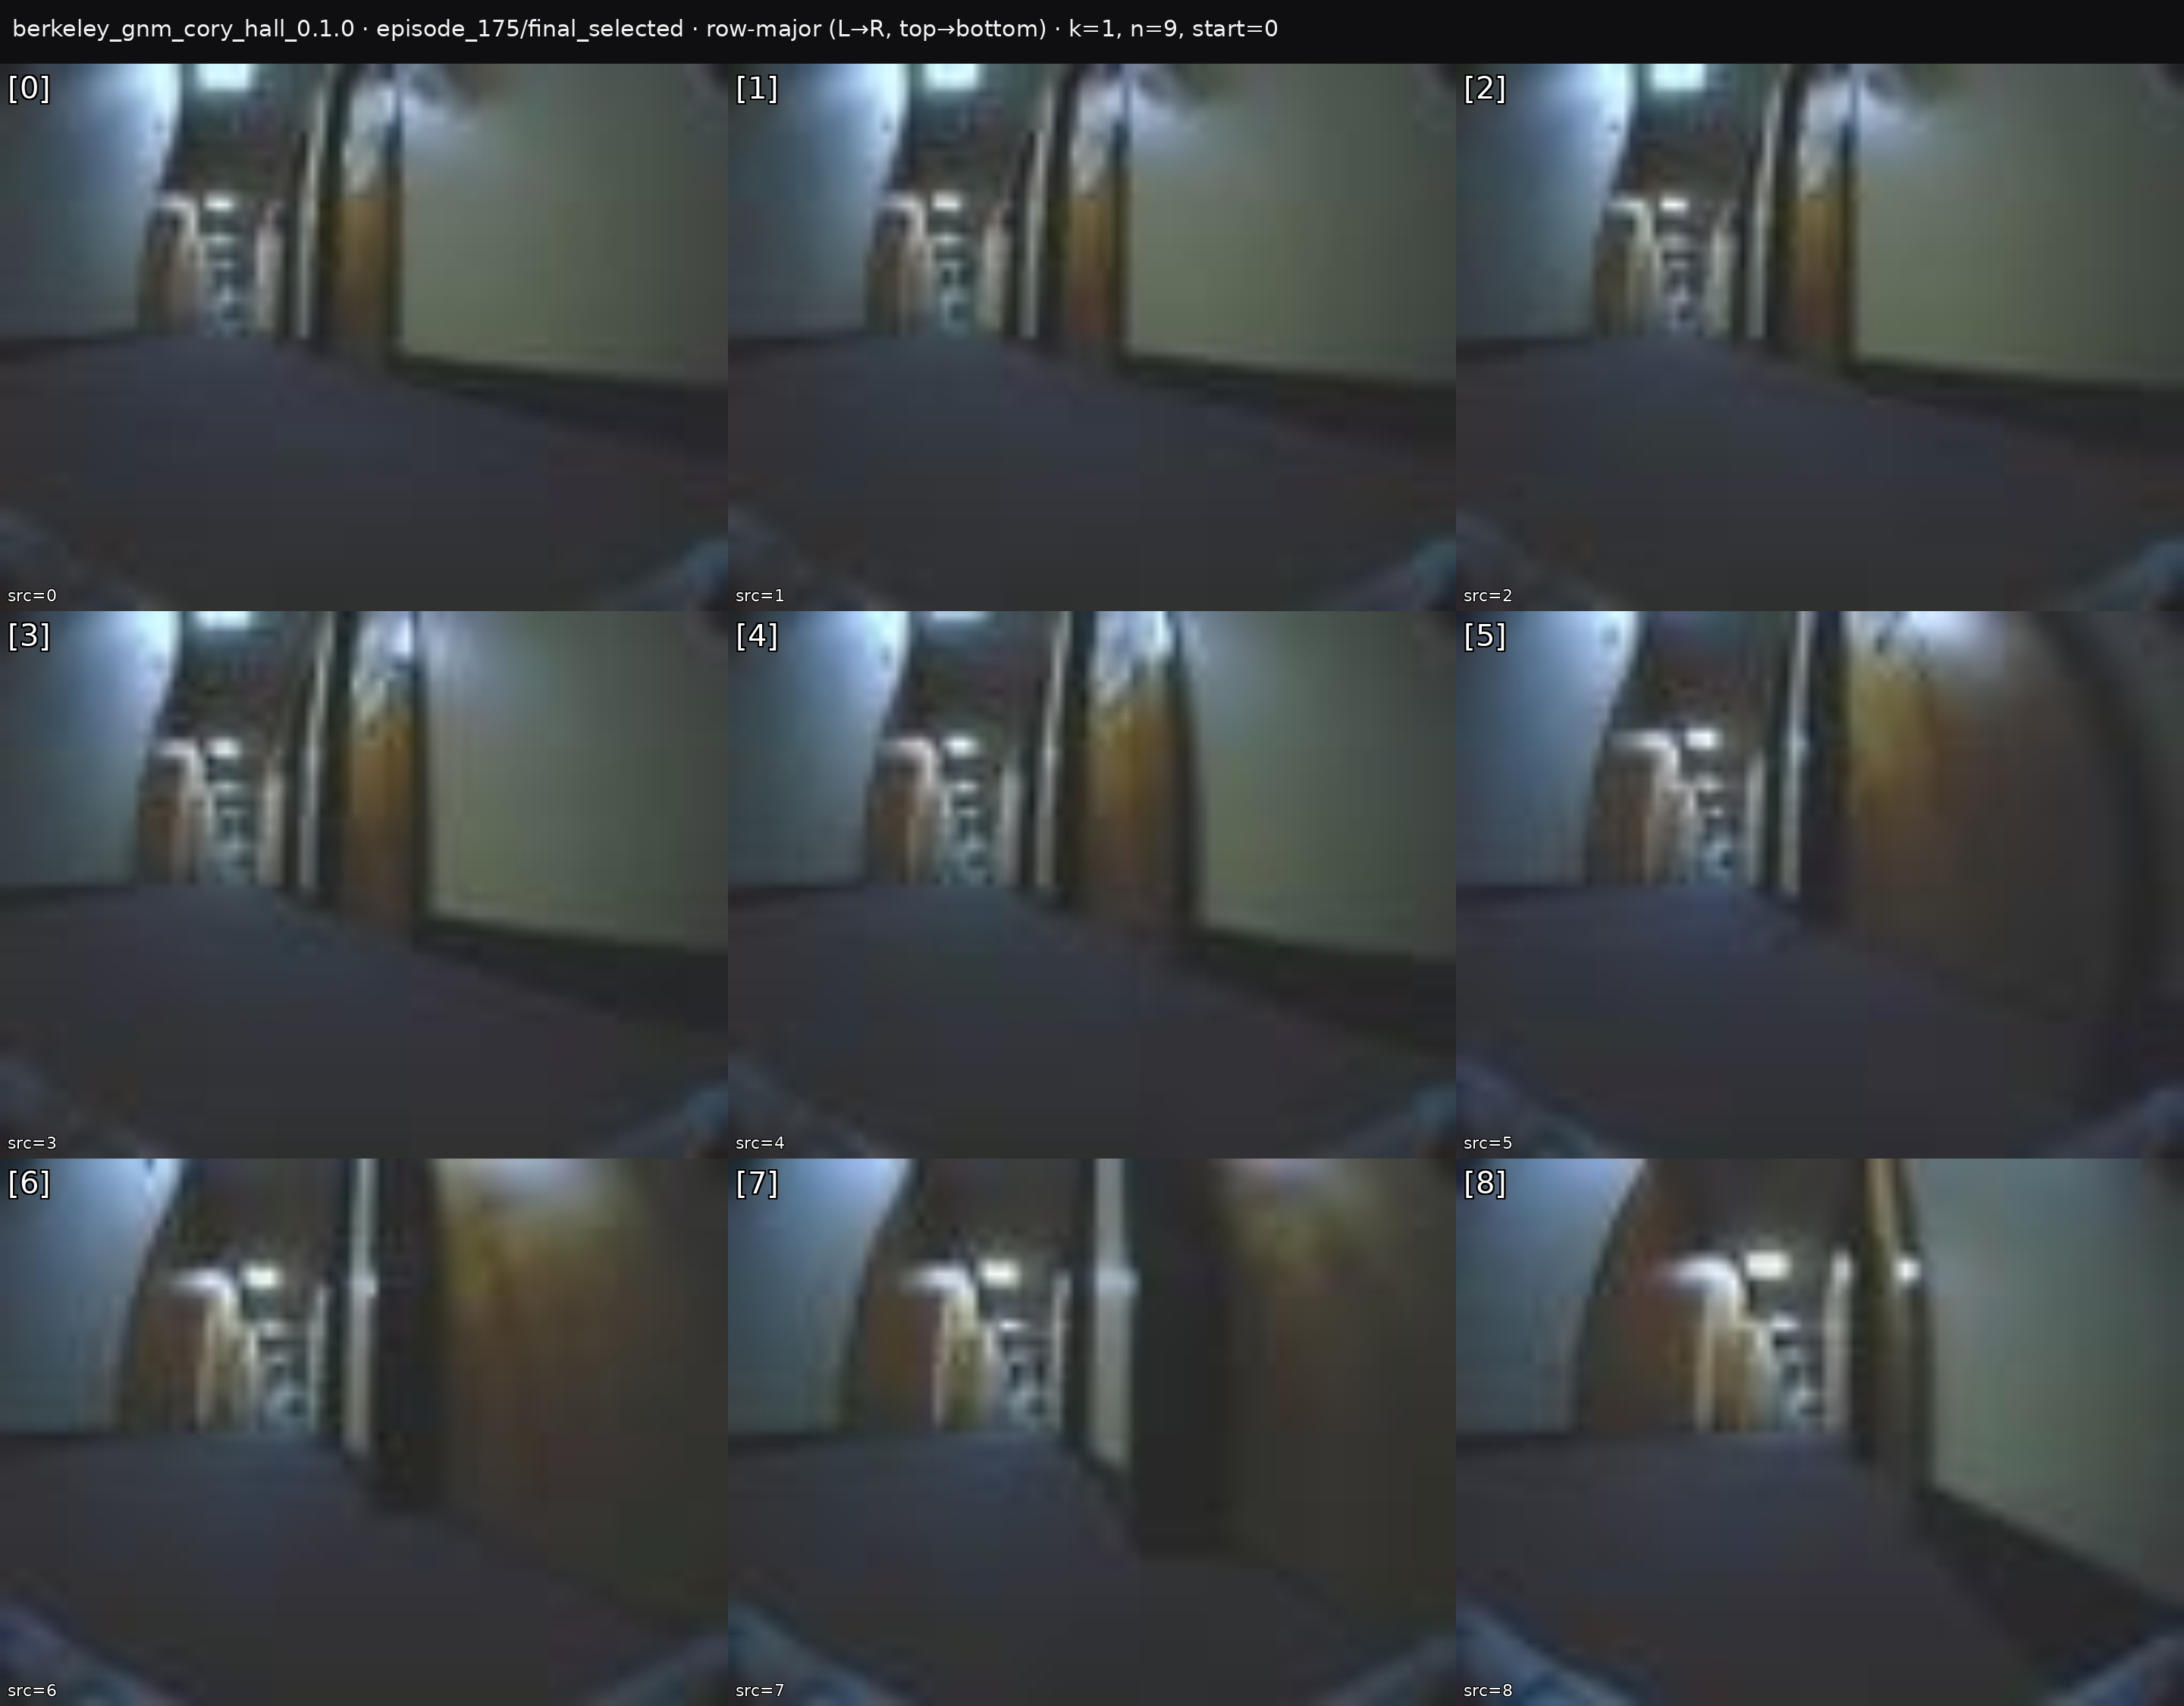 berkeley_gnm_cory_hall_0.1.0 · episode_175/final_selected · row-major (L→R, top→bottom) · k=1, n=9, start=0
[0]
[1]
[2]
src=0
src=1
src=2
[3]
[4]
[5]
src=3
src=4
src=5
[6]
[7]
[8]
src=6
src=7
src=8